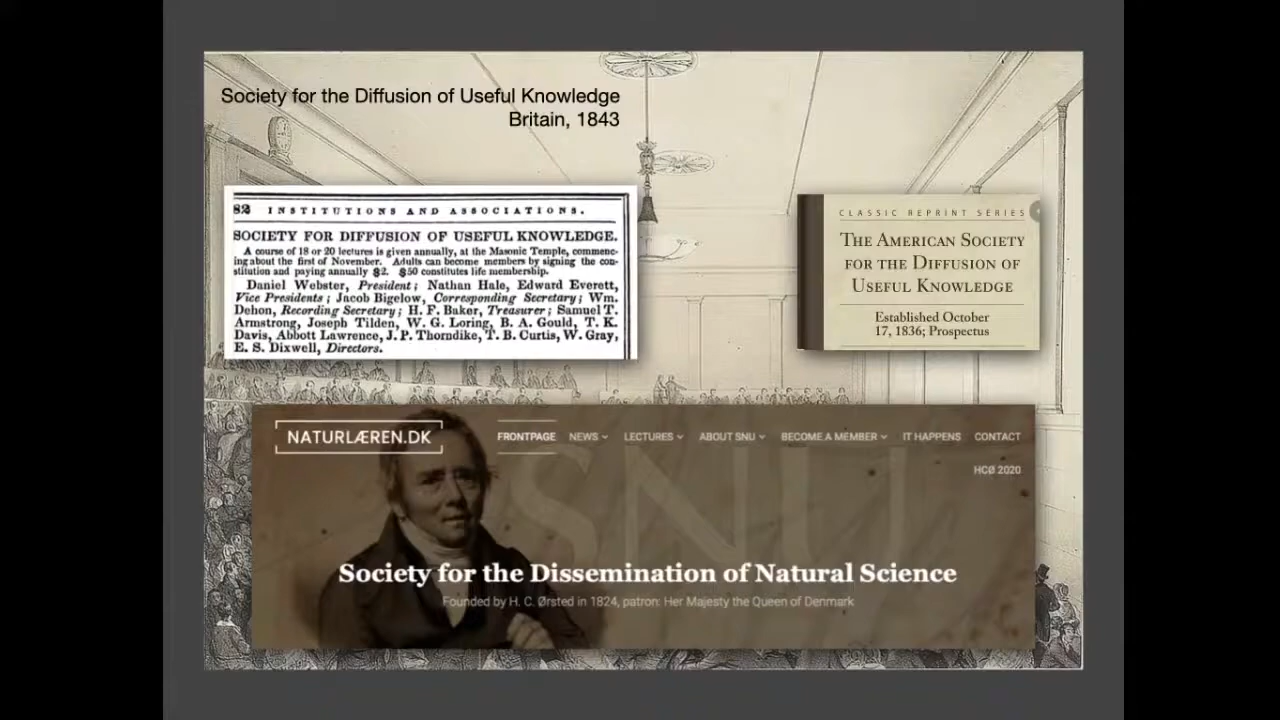 Society for the Diffusion of Useful Knowledge
Britain, 1843
82 INSTITUTIONS AND ASSOCIATIONS.
SOCIETY FOR DIFFUSION OF USEFUL KNOWLEDGE.
A course of 18 or 20 lectures is given annually, at the Masonic Temple, commenc-
ing about the first of November. Adults can become members by signing the con-
stitution and paying annually $2. $50 constitutes life membership.
Daniel Webster, President; Nathan Hale, Edward Everett,
Vice Presidents; Jacob Bigelow, Corresponding Secretary; Wm.
Dehon, Recording Secretary; H. F. Baker, Treasurer; Samuel T.
Armstrong, Joseph Tilden, W. G. Loring, B. A. Gould, T. K.
Davis, Abbott Lawrence, J. P. Thorndike, T. B. Curtis, W. Gray,
E. S. Dixwell, Directors.
CLASSIC REPRINT SERIES
THE AMERICAN SOCIETY
FOR THE DIFFUSION OF
USEFUL KNOWLEDGE
Established October
17, 1836; Prospectus
NATURLÆREN.DK
FRONTPAGE NEWS LECTURES ABOUT SNU BECOME A MEMBER IT HAPPENS CONTACT
HCØ 2020
SNU
Society for the Dissemination of Natural Science
Founded by H. C. Ørsted in 1824, patron: Her Majesty the Queen of Denmark